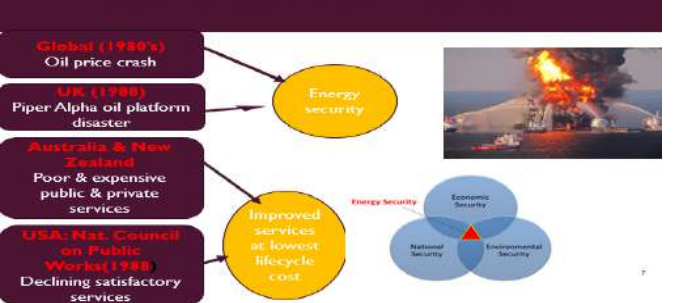 Global (1980's)
Oil price crash
UK (1988)
Piper Alpha oil platform
disaster
Energy
security
Australia & New
Zealand
Poor & expensive
public & private
services
USA: Nat. Council
on Public
Works(1988)
Declining satisfactory
services
Improved
services
at lowest
lifecycle
cost
Energy Security
Economic
Security
National
Security
Environmental
Security
7